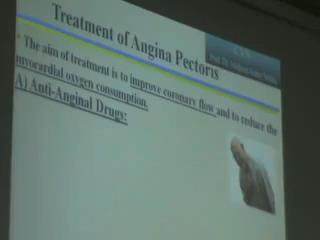 Treatment of Angina Pectoris
• The aim of treatment is to improve coronary flow and to reduce the
myocardial oxygen consumption.
A) Anti-Anginal Drugs: